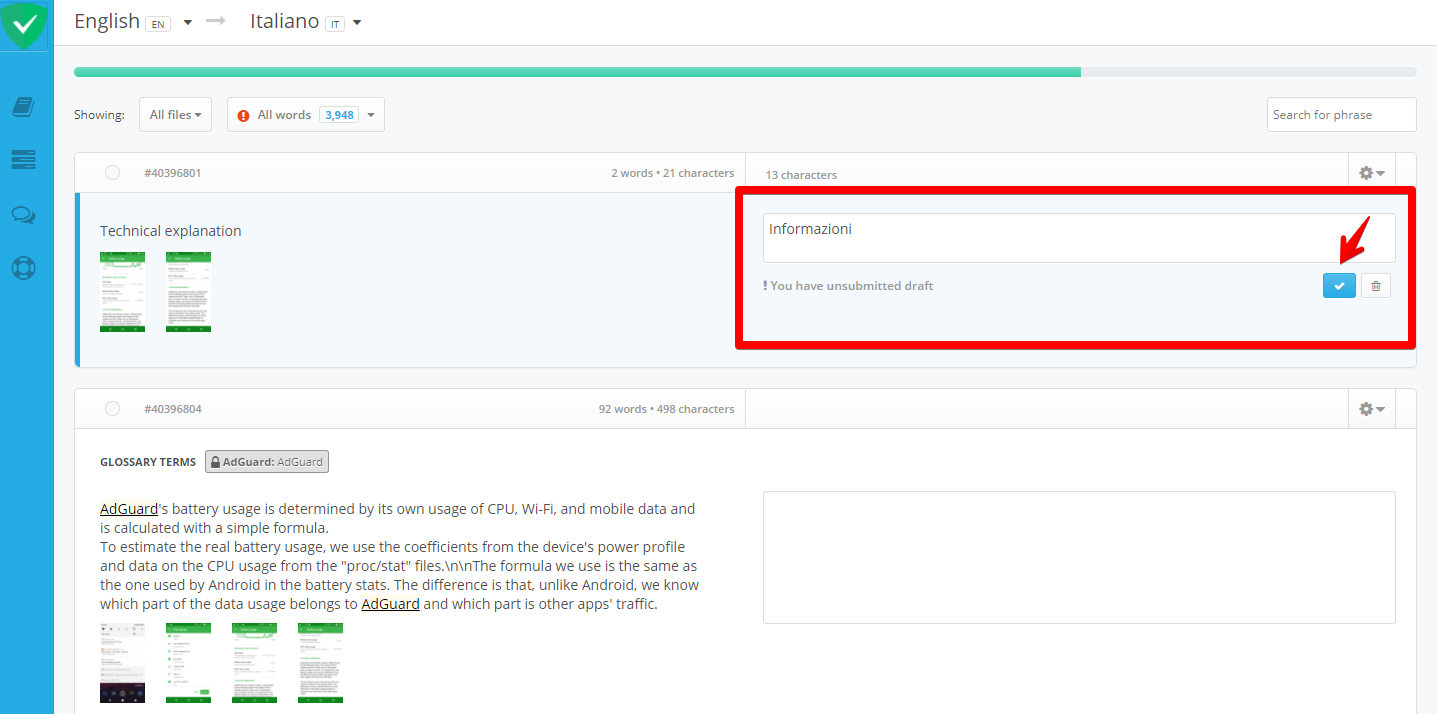 English EN Italiano IT
Showing: All files All words 3,948 Search for phrase
#40396801 2 words • 21 characters 13 characters
Technical explanation
Informazioni
! You have unsubmitted draft
#40396804 92 words • 498 characters
GLOSSARY TERMS AdGuard: AdGuard
AdGuard's battery usage is determined by its own usage of CPU, Wi-Fi, and mobile data and
is calculated with a simple formula.
To estimate the real battery usage, we use the coefficients from the device's power profile
and data on the CPU usage from the "proc/stat" files.\n\nThe formula we use is the same as
the one used by Android in the battery stats. The difference is that, unlike Android, we know
which part of the data usage belongs to AdGuard and which part is other apps' traffic.